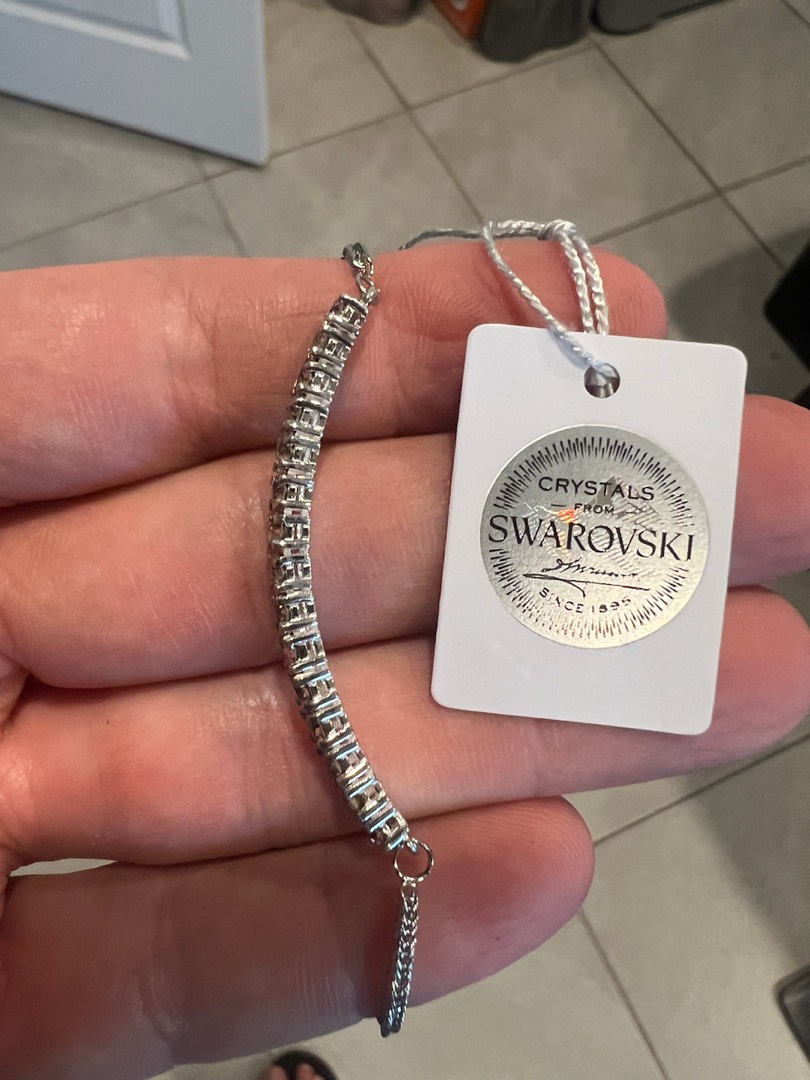 CRYSTALS
FROM
SWAROVSKI
SINCE 1895